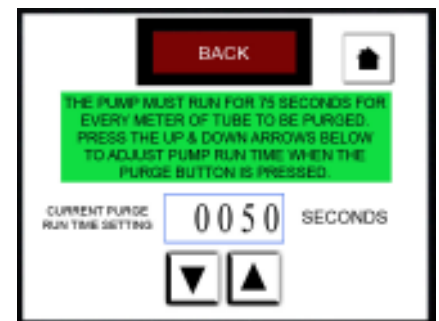 BACK
THE PUMP MUST RUN FOR 75 SECONDS FOR
EVERY METER OF TUBE TO BE PURGED.
PRESS THE UP & DOWN ARROWS BELOW
TO ADJUST PUMP RUN TIME WHEN THE
PURGE BUTTON IS PRESSED.
CURRENT PURGE
RUN TIME SETTING
0050
SECONDS